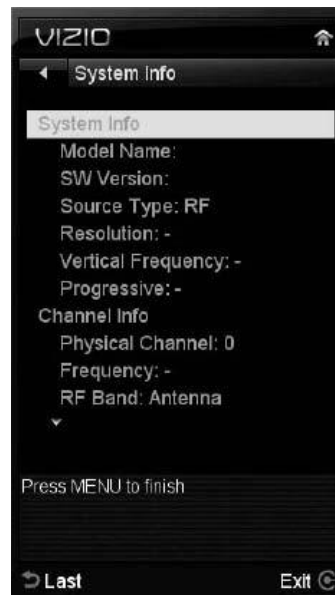 VIZIO
System Info
System Info
Model Name:
SW Version:
Source Type: RF
Resolution: -
Vertical Frequency: -
Progressive: -
Channel Info
Physical Channel: 0
Frequency: -
RF Band: Antenna
Press MENU to finish
Last Exit